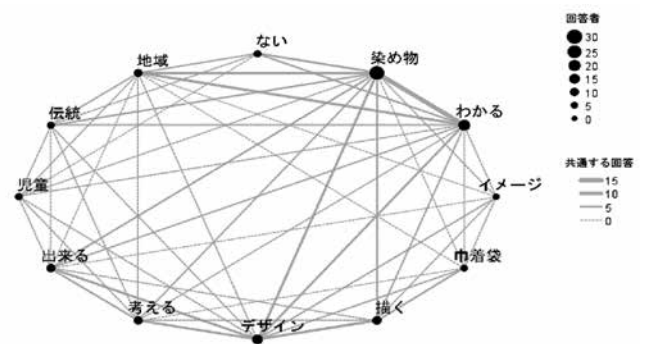 ない
染め物
わかる
イメージ
巾着袋
描く
デザイン
考える
出来る
児童
伝統
地域
回答者
30
25
20
15
10
5
0
共通する回答
15
10
5
0